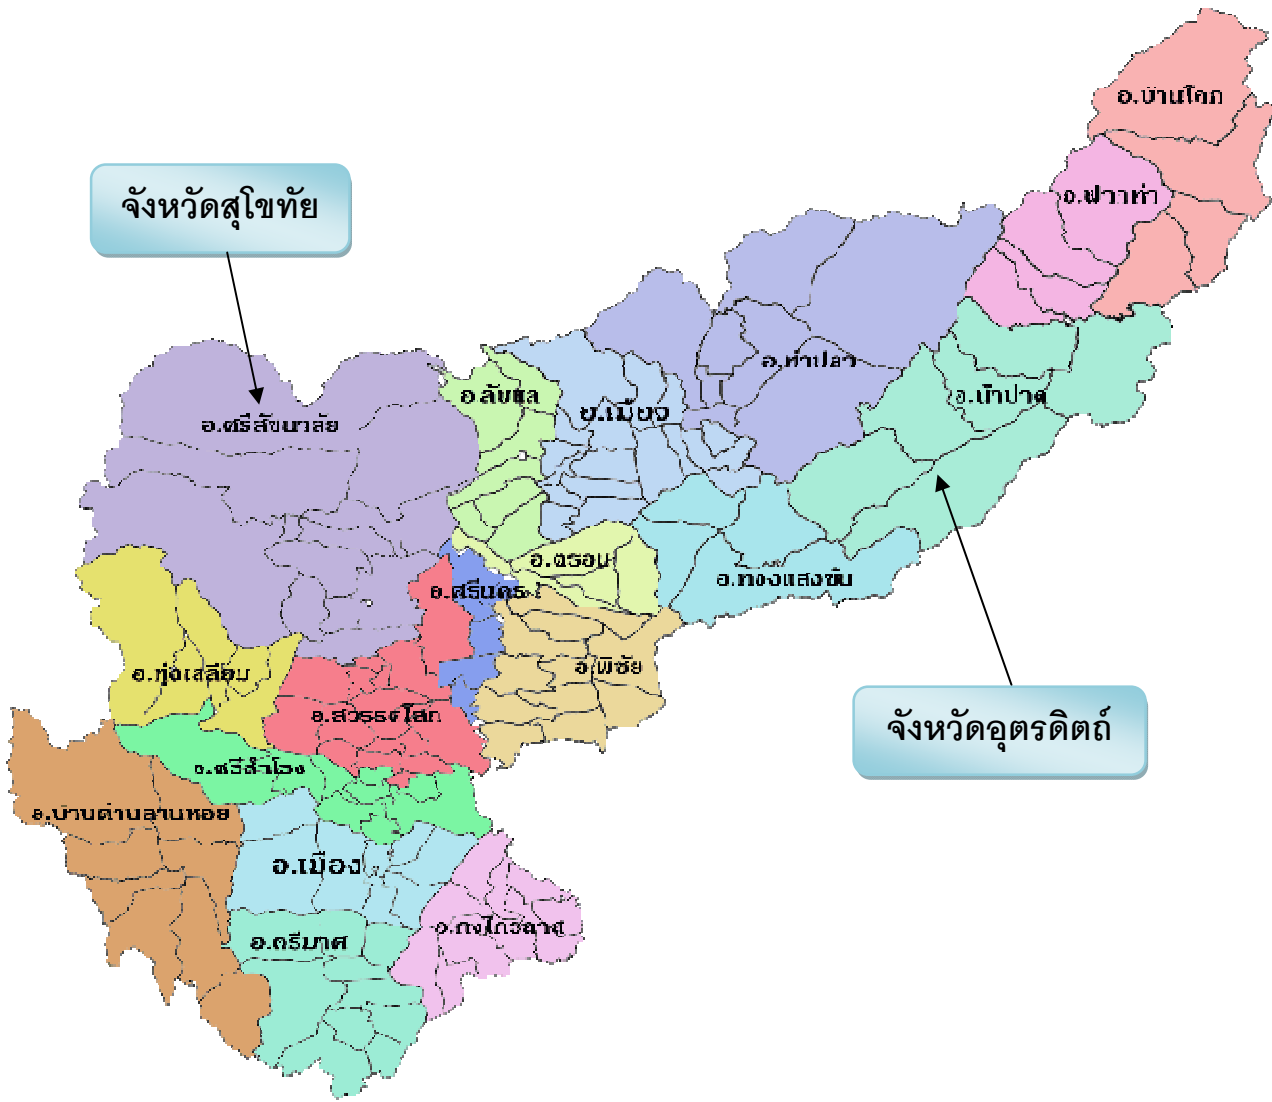 อ.บ้านโคก
อ.ฟากท่า
จังหวัดสุโขทัย
อ.ท่าปลา
อ.น้ำปาด
อ.ลับแล
อ.เมือง
อ.ศรีสัชนาลัย
อ.ตรอน
อ.ทองแสนขัน
อ.ศรีนคร
อ.พิชัย
อ.ทุ่งเสลี่ยม
อ.สวรรคโลก
จังหวัดอุตรดิตถ์
อ.ศรีสำโรง
อ.บ้านด่านลานหอย
อ.เมือง
อ.กงไกรลาศ
อ.คีรีมาศ